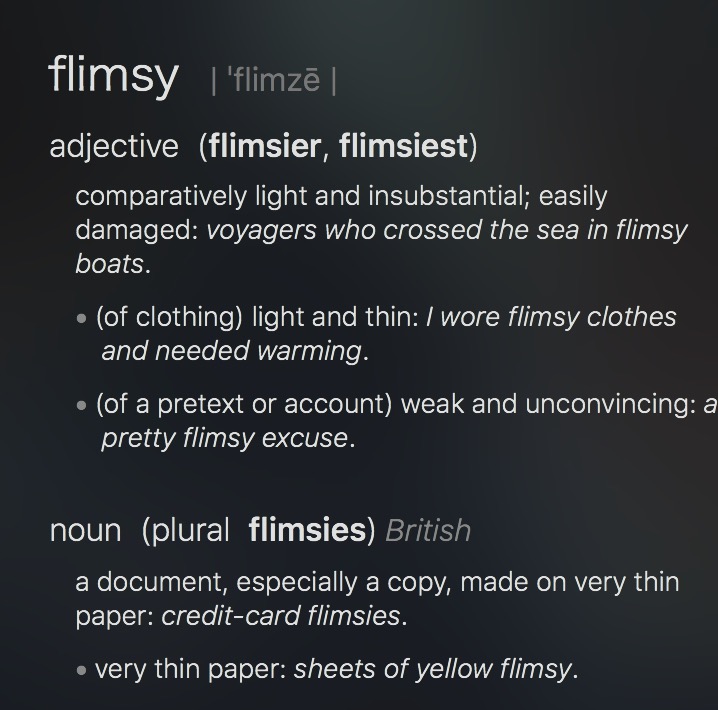 flimsy | ˈflimzē |
adjective (flimsier, flimsiest)
comparatively light and insubstantial; easily
damaged: voyagers who crossed the sea in flimsy
boats.
• (of clothing) light and thin: I wore flimsy clothes
and needed warming.
• (of a pretext or account) weak and unconvincing: a
pretty flimsy excuse.
noun (plural flimsies) British
a document, especially a copy, made on very thin
paper: credit-card flimsies.
• very thin paper: sheets of yellow flimsy.